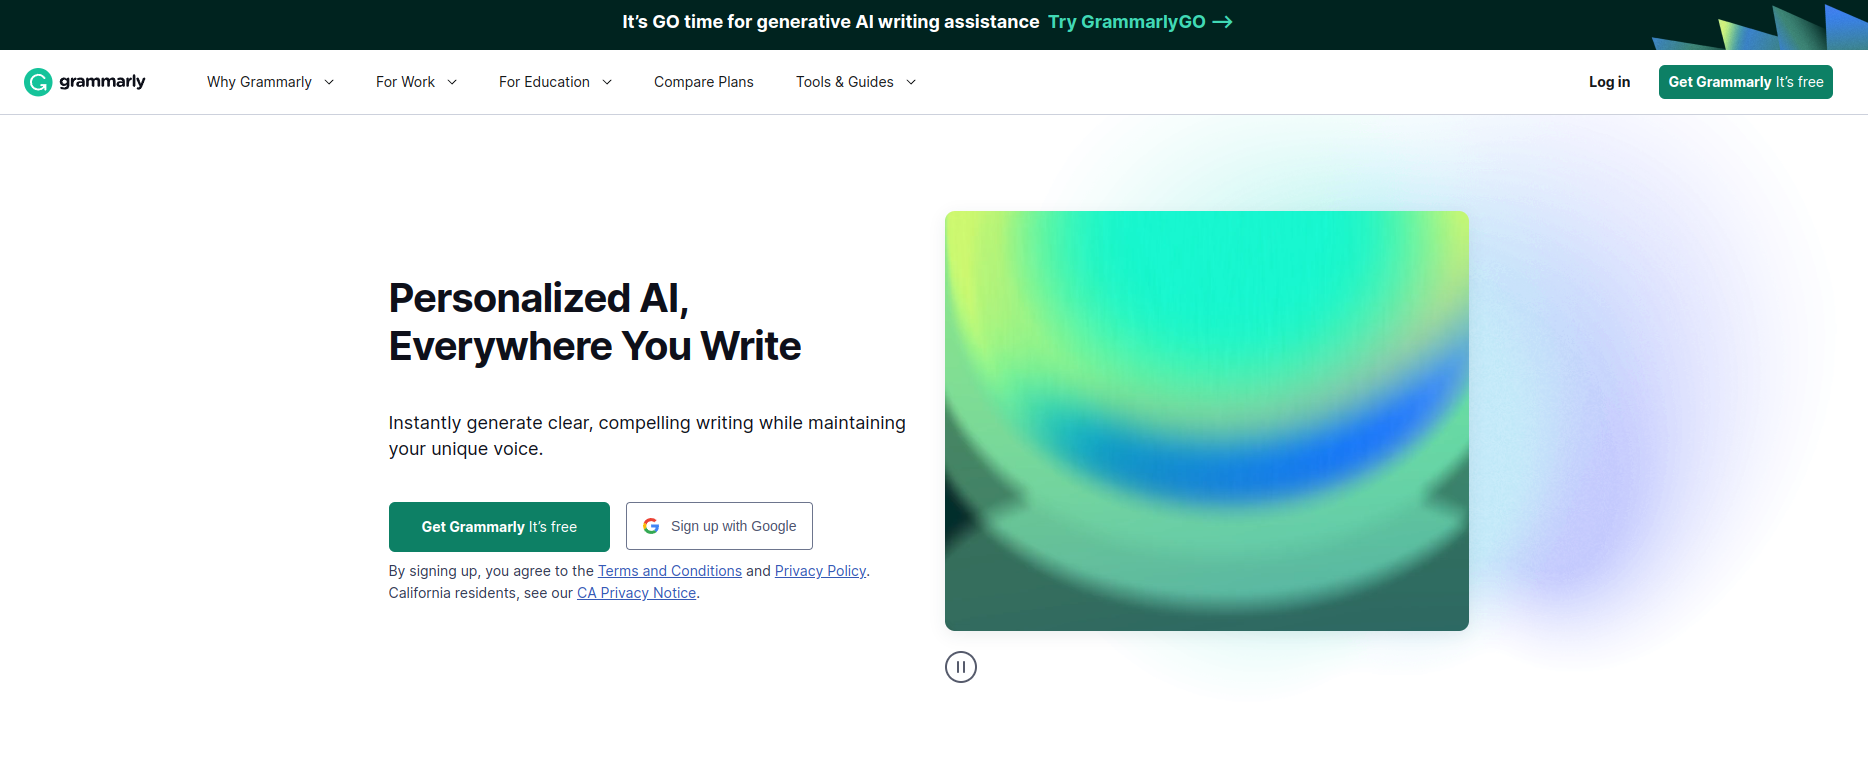 It’s GO time for generative AI writing assistance Try GrammarlyGO →
grammarly Why Grammarly For Work For Education Compare Plans Tools & Guides Log in Get Grammarly It’s free
Personalized AI,
Everywhere You Write
Instantly generate clear, compelling writing while maintaining
your unique voice.
Get Grammarly It’s free Sign up with Google
By signing up, you agree to the Terms and Conditions and Privacy Policy.
California residents, see our CA Privacy Notice.